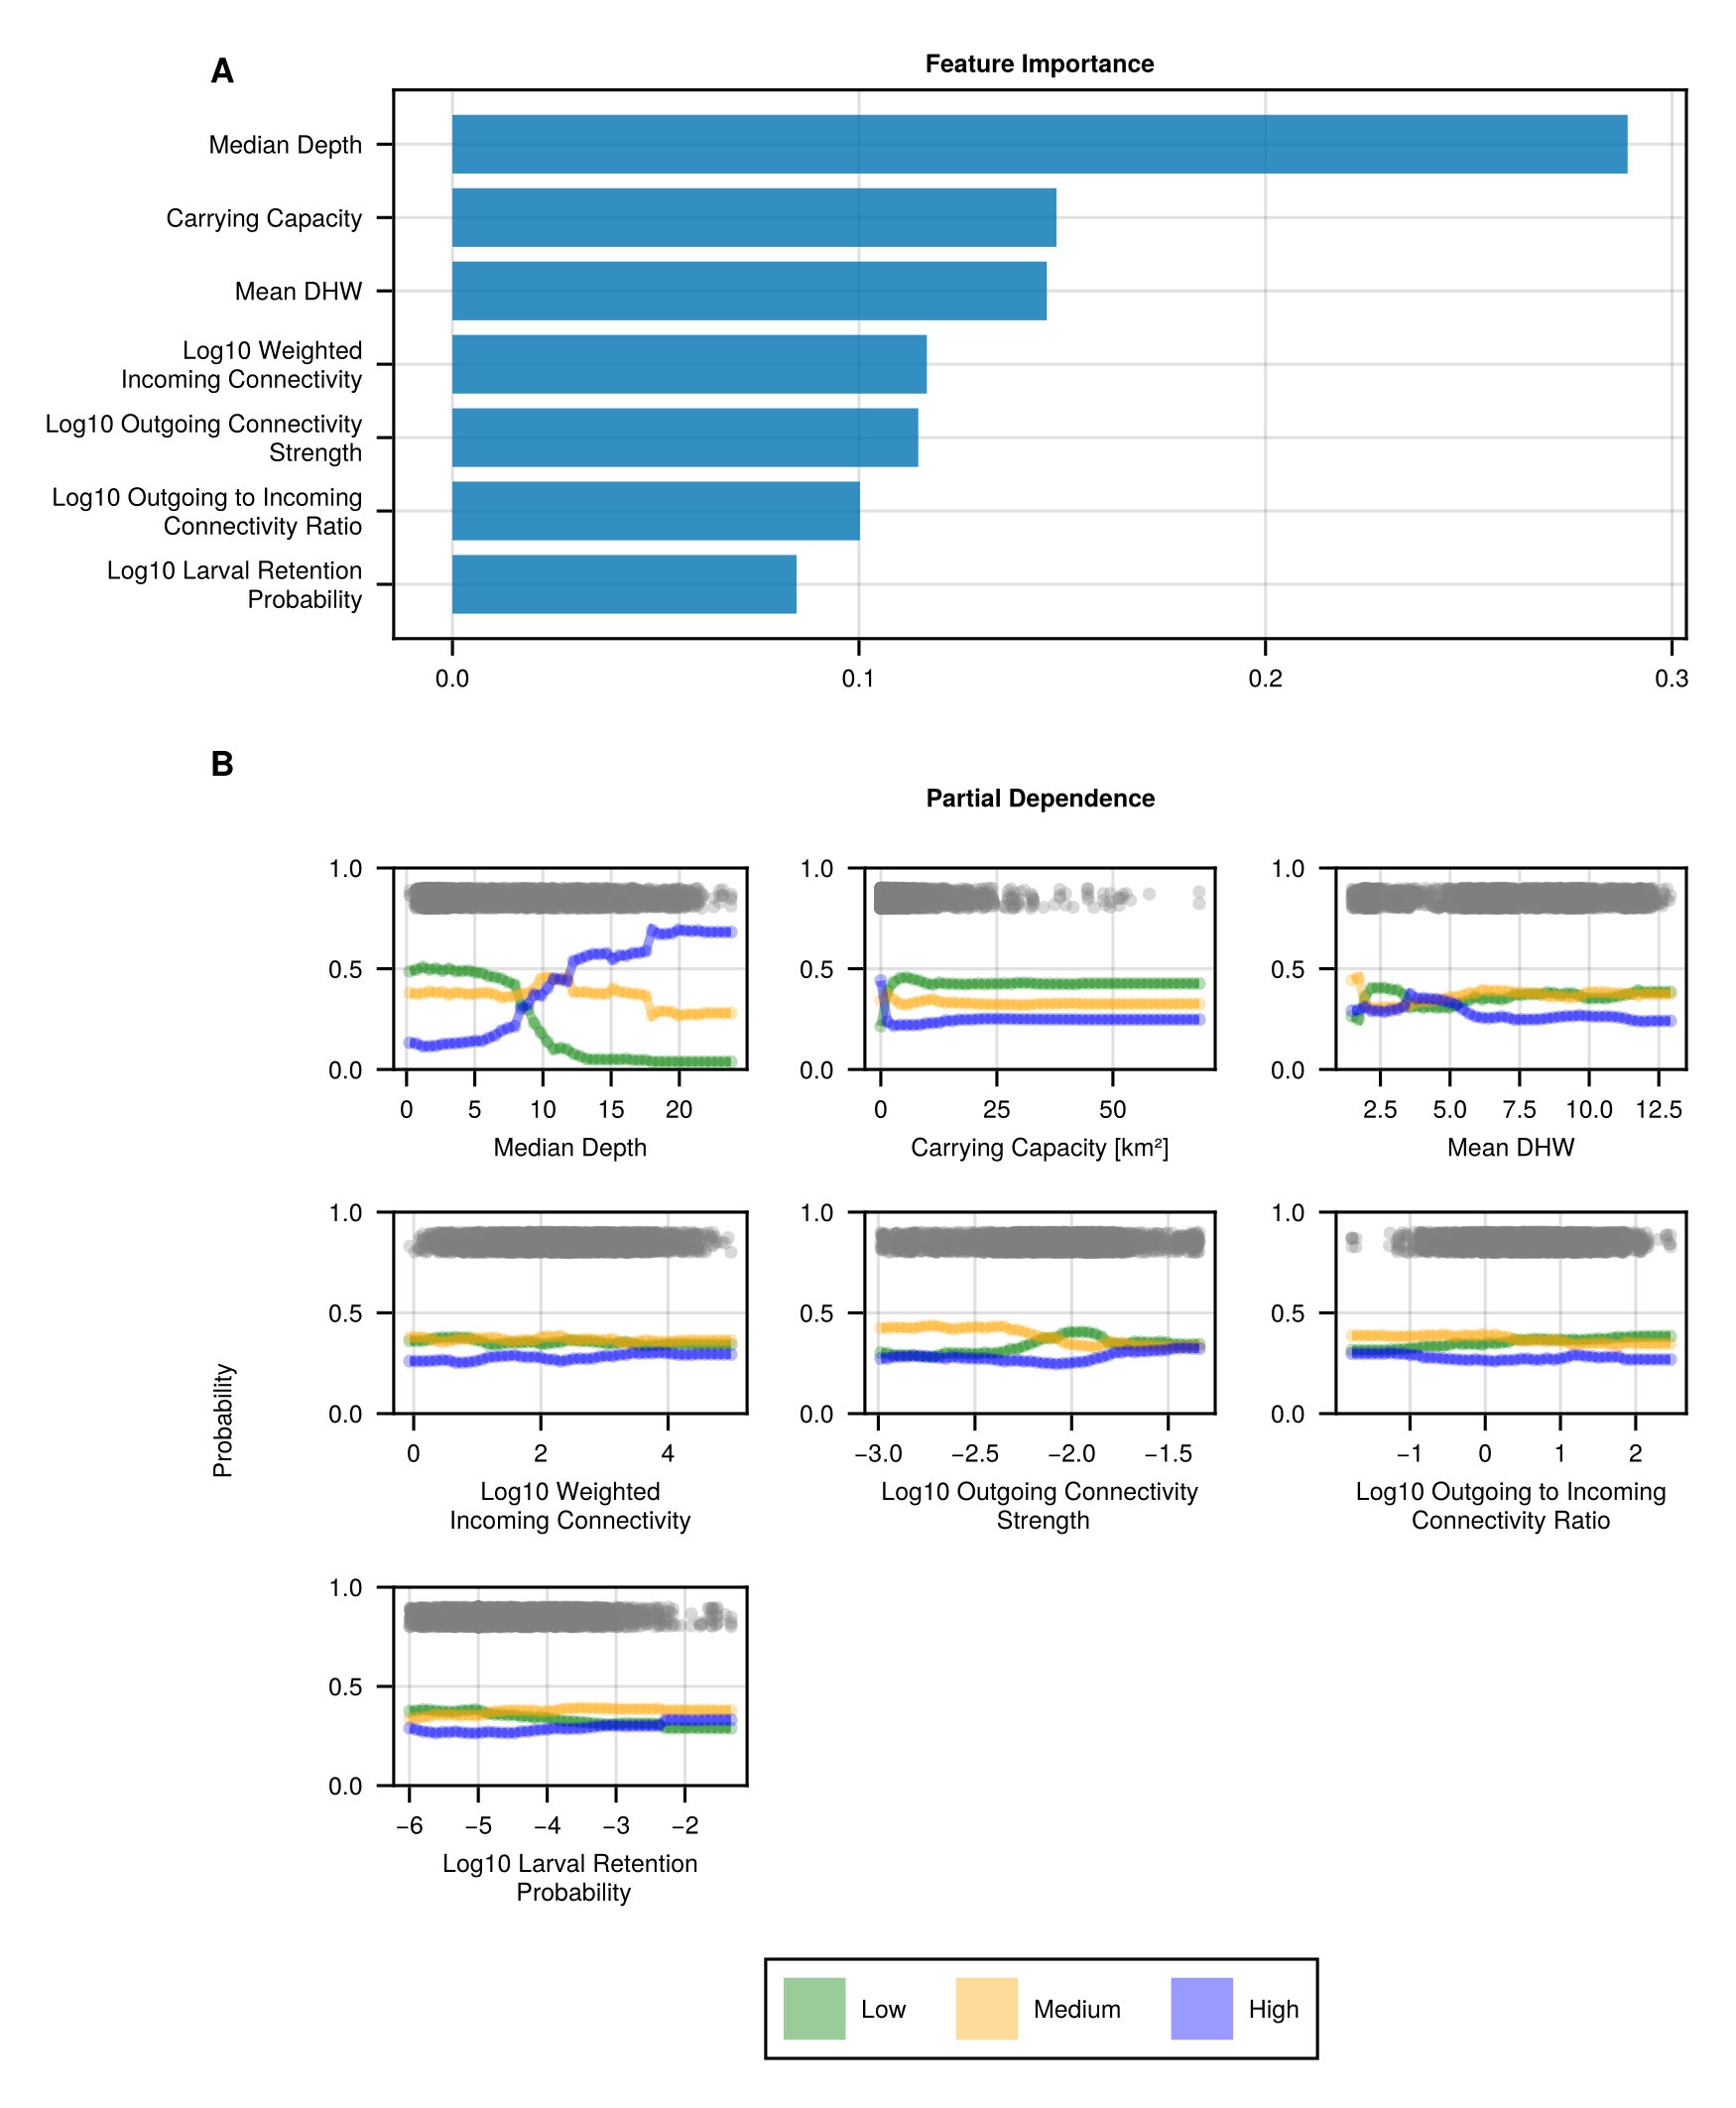 A
Feature Importance
Median Depth
Carrying Capacity
Mean DHW
Log10 Weighted
Incoming Connectivity
Log10 Outgoing Connectivity
Strength
Log10 Outgoing to Incoming
Connectivity Ratio
Log10 Larval Retention
Probability
0.0 0.1 0.2 0.3
B
Partial Dependence
Probability
1.0
0.5
0.0
0 5 10 15 20
Median Depth
1.0
0.5
0.0
0 25 50
Carrying Capacity [km²]
1.0
0.5
0.0
2.5 5.0 7.5 10.0 12.5
Mean DHW
1.0
0.5
0.0
0 2 4
Log10 Weighted
Incoming Connectivity
1.0
0.5
0.0
−3.0 −2.5 −2.0 −1.5
Log10 Outgoing Connectivity
Strength
1.0
0.5
0.0
−1 0 1 2
Log10 Outgoing to Incoming
Connectivity Ratio
1.0
0.5
0.0
−6 −5 −4 −3 −2
Log10 Larval Retention
Probability
Low Medium High